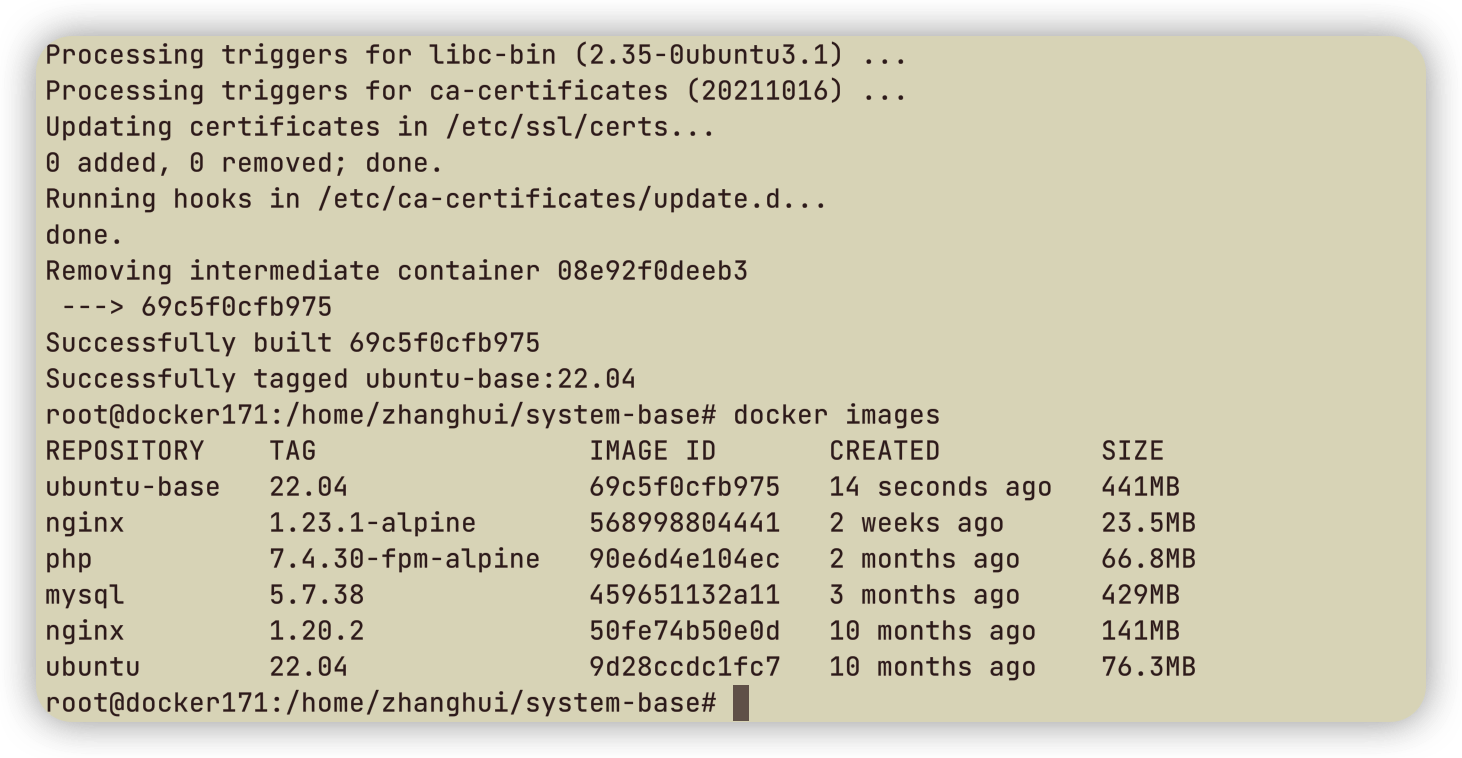 Processing triggers for libc-bin (2.35-0ubuntu3.1) ...
Processing triggers for ca-certificates (20211016) ...
Updating certificates in /etc/ssl/certs...
0 added, 0 removed; done.
Running hooks in /etc/ca-certificates/update.d...
done.
Removing intermediate container 08e92f0deeb3
 ---> 69c5f0cfb975
Successfully built 69c5f0cfb975
Successfully tagged ubuntu-base:22.04
root@docker171:/home/zhanghui/system-base# docker images
REPOSITORY    TAG                 IMAGE ID       CREATED          SIZE
ubuntu-base   22.04               69c5f0cfb975   14 seconds ago   441MB
nginx         1.23.1-alpine       568998804441   2 weeks ago      23.5MB
php           7.4.30-fpm-alpine   90e6d4e104ec   2 months ago     66.8MB
mysql         5.7.38              459651132a11   3 months ago     429MB
nginx         1.20.2              50fe74b50e0d   10 months ago    141MB
ubuntu        22.04               9d28ccdc1fc7   10 months ago    76.3MB
root@docker171:/home/zhanghui/system-base#